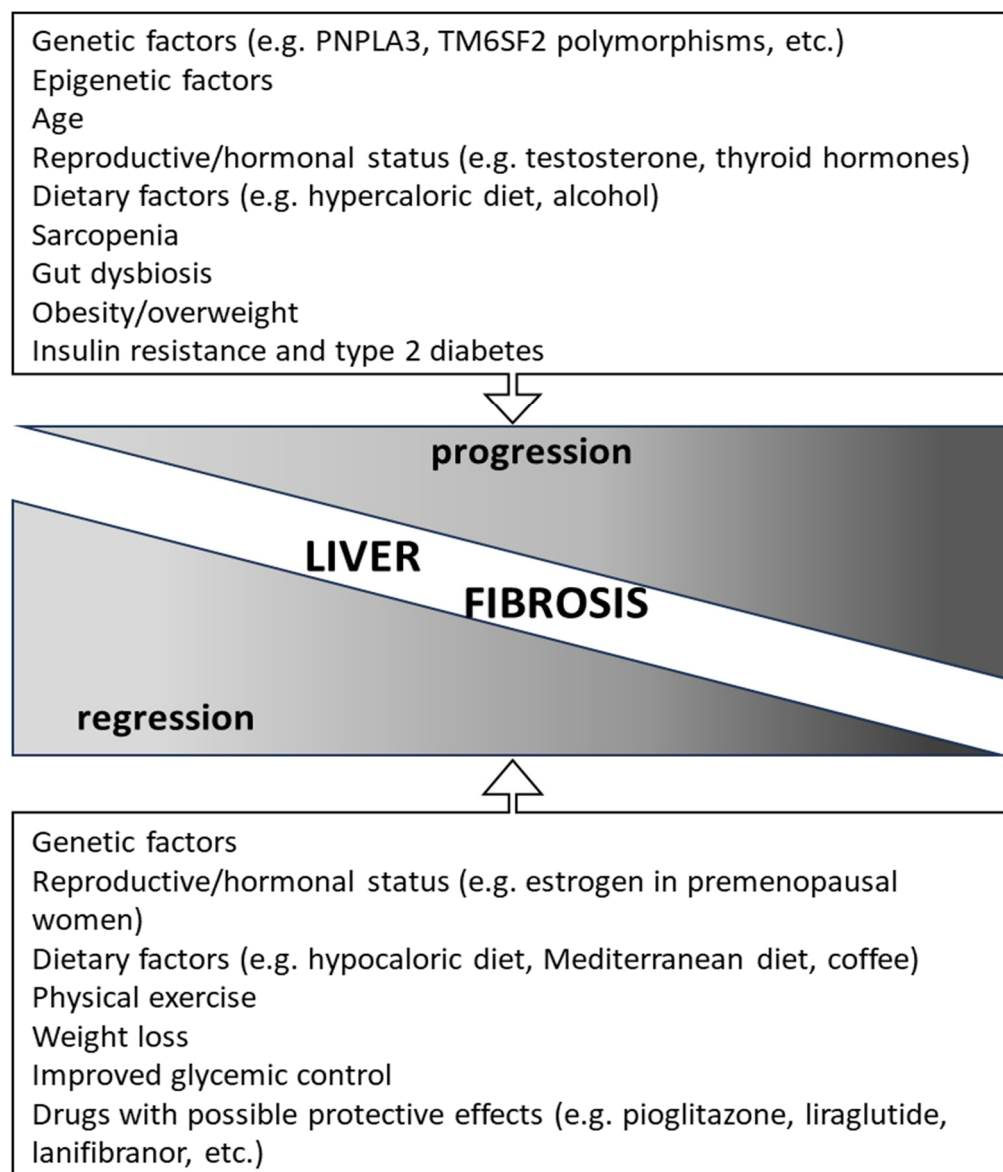 Genetic factors (e.g. PNPLA3, TM6SF2 polymorphisms, etc.)
Epigenetic factors
Age
Reproductive/hormonal status (e.g. testosterone, thyroid hormones)
Dietary factors (e.g. hypercaloric diet, alcohol)
Sarcopenia
Gut dysbiosis
Obesity/overweight
Insulin resistance and type 2 diabetes
progression
LIVER
FIBROSIS
regression
Genetic factors
Reproductive/hormonal status (e.g. estrogen in premenopausal
women)
Dietary factors (e.g. hypocaloric diet, Mediterranean diet, coffee)
Physical exercise
Weight loss
Improved glycemic control
Drugs with possible protective effects (e.g. pioglitazone, liraglutide,
lanifibranor, etc.)